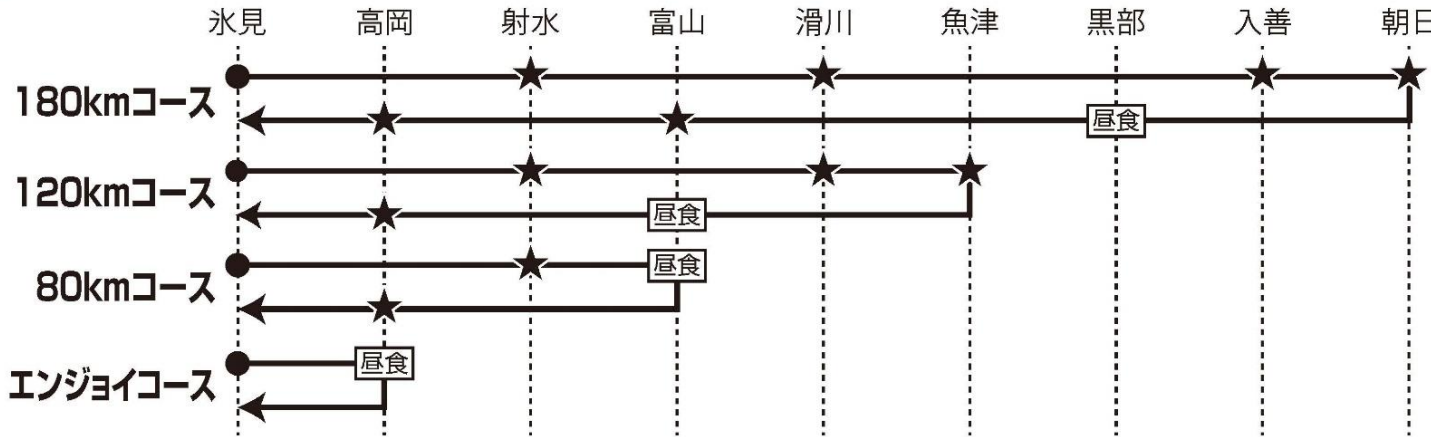 氷見 高岡 射水 富山 滑川 魚津 黒部 入善 朝日
180kmコース
昼食
120kmコース
昼食
80kmコース
昼食
エンジョイコース
昼食